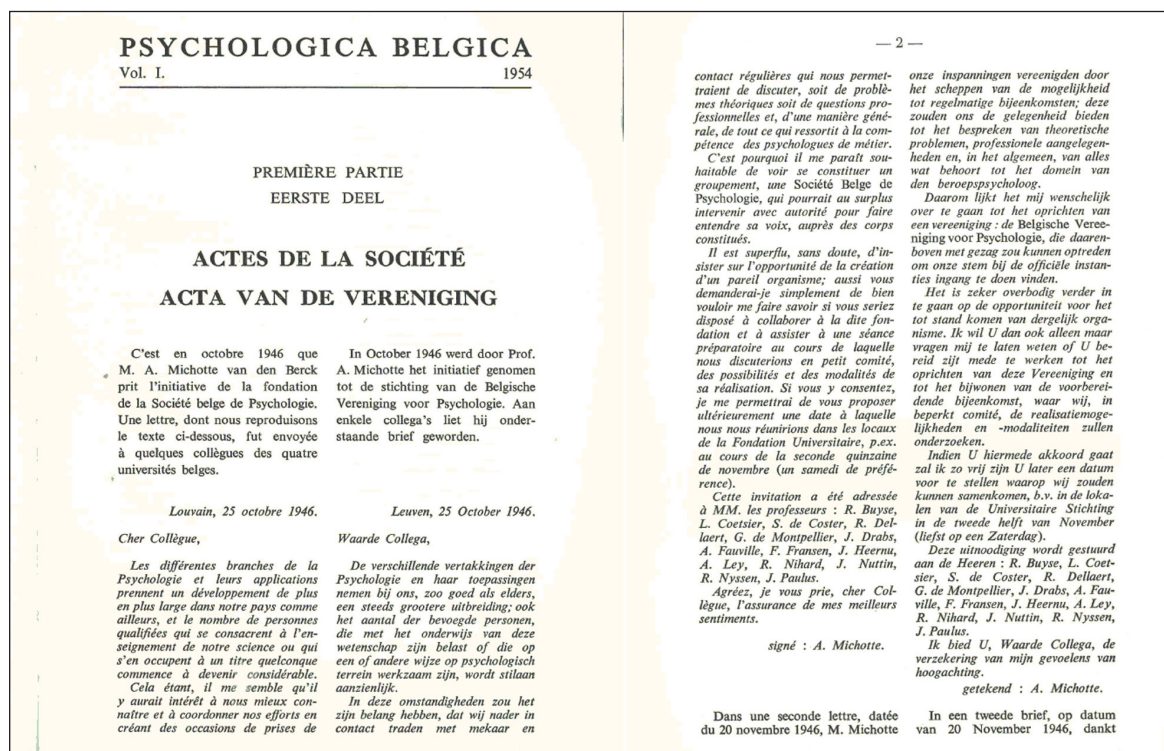 PSYCHOLOGICA BELGICA
Vol. I. 1954
PREMIÈRE PARTIE
EERSTE DEEL
ACTES DE LA SOCIÉTÉ
ACTA VAN DE VERENIGING
C'est en octobre 1946 que
M. A. Michotte van den Berck
prit l'initiative de la fondation
de la Société belge de Psychologie.
Une lettre, dont nous reproduisons
le texte ci-dessous, fut envoyée
à quelques collègues des quatre
universités belges.
Louvain, 25 octobre 1946.
Cher Collègue,
Les différentes branches de la
Psychologie et leurs applications
prennent un développement de plus
en plus large dans notre pays comme
ailleurs, et le nombre de personnes
qualifiées qui se consacrent à l'en-
seignement de notre science ou qui
s'en occupent à un titre quelconque
commence à devenir considérable.
Cela étant, il me semble qu'il
y aurait intérêt à nous mieux con-
naître et à coordonner nos efforts en
créant des occasions de prises de
In October 1946 werd door Prof.
A. Michotte het initiatief genomen
tot de stichting van de Belgische
Vereniging voor Psychologie. Aan
enkele collega's liet hij onder-
staande brief geworden.
Leuven, 25 October 1946.
Waarde Collega,
De verschillende vertakkingen der
Psychologie en haar toepassingen
nemen bij ons, zoo goed als elders,
een steeds grootere uitbreiding; ook
het aantal der bevoegde personen,
die met het onderwijs van deze
wetenschap zijn belast of die op
een of andere wijze op psychologisch
terrein werkzaam zijn, wordt stilaan
aanzienlijk.
In deze omstandigheden zou het
zijn belang hebben, dat wij nader in
contact traden met mekaar en
— 2 —
contact régulières qui nous permet-
traient de discuter, soit de problè-
mes théoriques soit de questions pro-
fessionnelles et, d'une manière géné-
rale, de tout ce qui ressortit à la com-
pétence des psychologues de métier.
C'est pourquoi il me paraît sou-
haitable de voir se constituer un
groupement, une Société Belge de
Psychologie, qui pourrait au surplus
intervenir avec autorité pour faire
entendre sa voix, auprès des corps
constitués.
Il est superflu, sans doute, d'in-
sister sur l'opportunité de la création
d'un pareil organisme; aussi vous
demanderai-je simplement de bien
vouloir me faire savoir si vous seriez
disposé à collaborer à la dite fon-
dation et à assister à une séance
préparatoire au cours de laquelle
nous discuterions en petit comité,
des possibilités et des modalités de
sa réalisation. Si vous y consentez,
je me permettrai de vous proposer
ultérieurement une date à laquelle
nous nous réunirions dans les locaux
de la Fondation Universitaire, p.ex.
au cours de la seconde quinzaine
de novembre (un samedi de préfé-
rence).
Cette invitation a été adressée
à MM. les professeurs : R. Buyse,
L. Coetsier, S. de Coster, R. Del-
laert, G. de Montpellier, J. Drabs,
A. Fauville, F. Fransen, J. Heernu,
A. Ley, R. Nihard, J. Nuttin,
R. Nyssen, J. Paulus.
Agréez, je vous prie, cher Col-
lègue, l'assurance de mes meilleurs
sentiments.
signé : A. Michotte.
Dans une seconde lettre, datée
du 20 novembre 1946, M. Michotte
onze inspanningen vereenigden door
het scheppen van de mogelijkheid
tot regelmatige bijeenkomsten; deze
zouden ons de gelegenheid bieden
tot het bespreken van theoretische
problemen, professionele aangelegen-
heden en, in het algemeen, van alles
wat behoort tot het domein van
den beroepspsycholoog.
Daarom lijkt het mij wenschelijk
over te gaan tot het oprichten van
een vereeniging : de Belgische Veree-
niging voor Psychologie, die daaren-
boven met gezag zou kunnen optreden
om onze stem bij de officiële instan-
ties ingang te doen vinden.
Het is zeker overbodig verder in
te gaan op de opportuniteit voor het
tot stand komen van dergelijk orga-
nisme. Ik wil U dan ook alleen maar
vragen mij te laten weten of U be-
reid zijt mede te werken tot het
oprichten van deze Vereeniging en
tot het bijwonen van de voorberei-
dende bijeenkomst, waar wij, in
beperkt comité, de realisatiemoge-
lijkheden en -modaliteiten zullen
onderzoeken.
Indien U hiermede akkoord gaat
zal ik zo vrij zijn U later een datum
voor te stellen waarop wij zouden
kunnen samenkomen, b.v. in de loka-
len van de Universitaire Stichting
in de tweede helft van November
(liefst op een Zaterdag).
Deze uitnoodiging wordt gestuurd
aan de Heeren : R. Buyse, L. Coet-
sier, S. de Coster, R. Dellaert,
G. de Montpellier, J. Drabs, A. Fau-
ville, F. Fransen, J. Heernu, A. Ley,
R. Nihard, J. Nuttin, R. Nyssen,
J. Paulus.
Ik bied U, Waarde Collega, de
verzekering van mijn gevoelens van
hoogachting.
getekend : A. Michotte.
In een tweede brief, op datum
van 20 November 1946, dankt